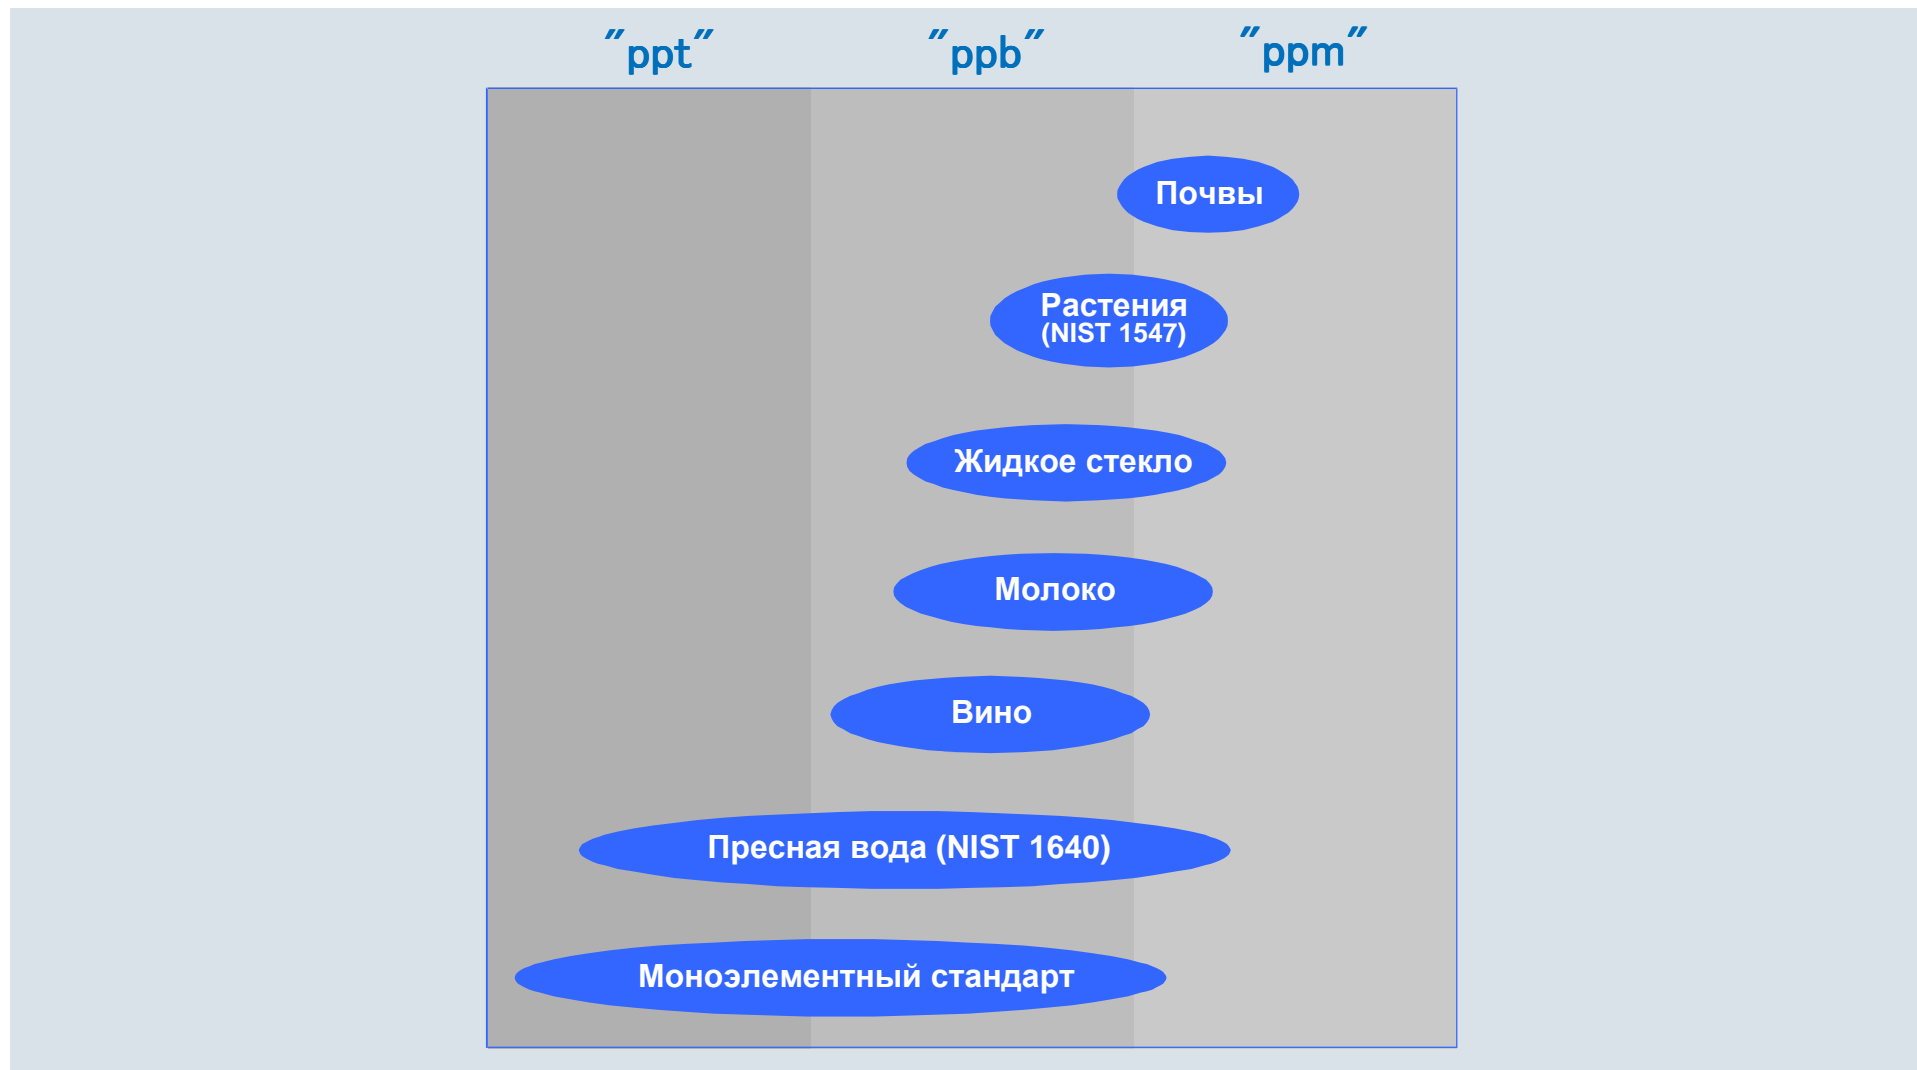 "ppt" "ppb" "ppm"
Почвы
Растения
(NIST 1547)
Жидкое стекло
Молоко
Вино
Пресная вода (NIST 1640)
Моноэлементный стандарт